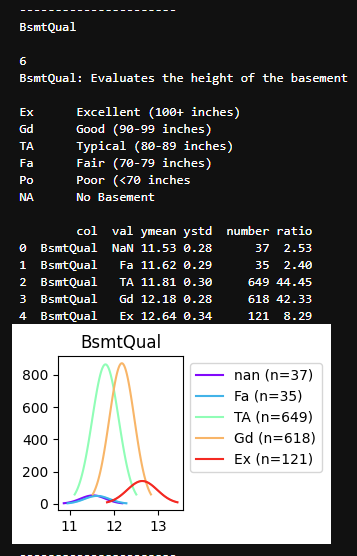 ----------------------
BsmtQual
6
BsmtQual: Evaluates the height of the basement
Ex Excellent (100+ inches)
Gd Good (90-99 inches)
TA Typical (80-89 inches)
Fa Fair (70-79 inches)
Po Poor (<70 inches
NA No Basement
col val ymean ystd number ratio
0 BsmtQual NaN 11.53 0.28 37 2.53
1 BsmtQual Fa 11.62 0.29 35 2.40
2 BsmtQual TA 11.81 0.30 649 44.45
3 BsmtQual Gd 12.18 0.28 618 42.33
4 BsmtQual Ex 12.64 0.34 121 8.29
BsmtQual
800
600
400
200
0
11 12 13
nan (n=37)
Fa (n=35)
TA (n=649)
Gd (n=618)
Ex (n=121)
----------------------